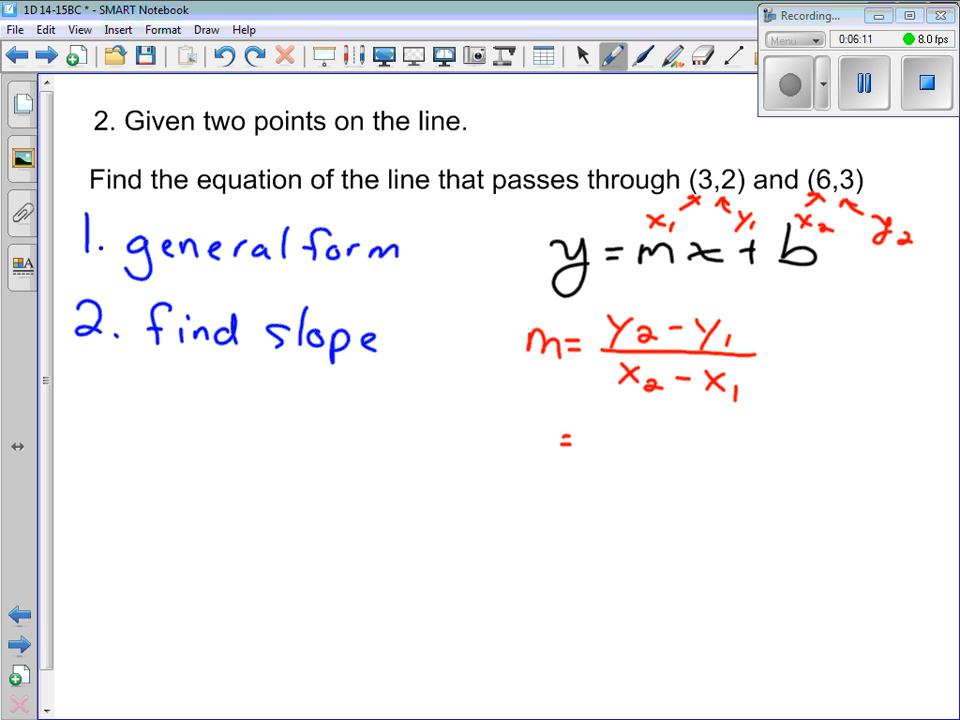 1D 14-15BC * - SMART Notebook
File Edit View Insert Format Draw Help
Recording...
Menu 0:06:11 8.0 fps
2. Given two points on the line.
Find the equation of the line that passes through (3,2) and (6,3)
x₁ y₁ x₂ y₂
1. general form
y = mx + b
2. find slope
m = (y₂ - y₁)/(x₂ - x₁)
=